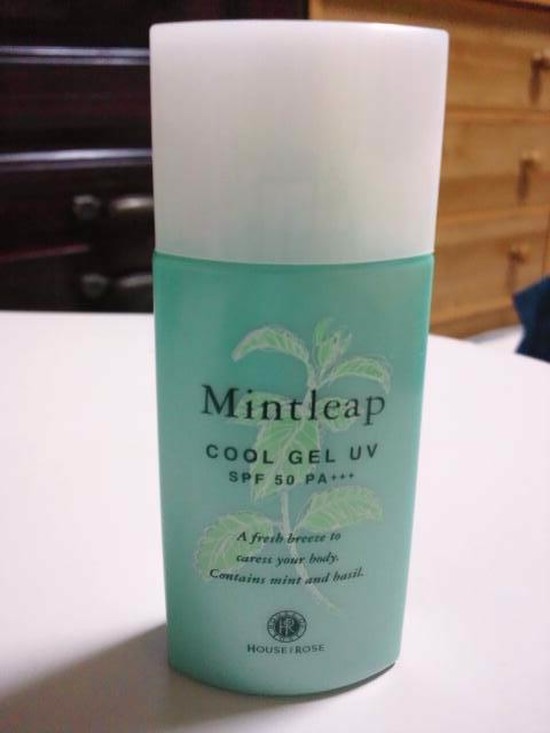 Mintleap
COOL GEL UV
SPF 50 PA+++
A fresh breeze to
caress your body.
Contains mint and basil.
HR
HOUSE OF ROSE